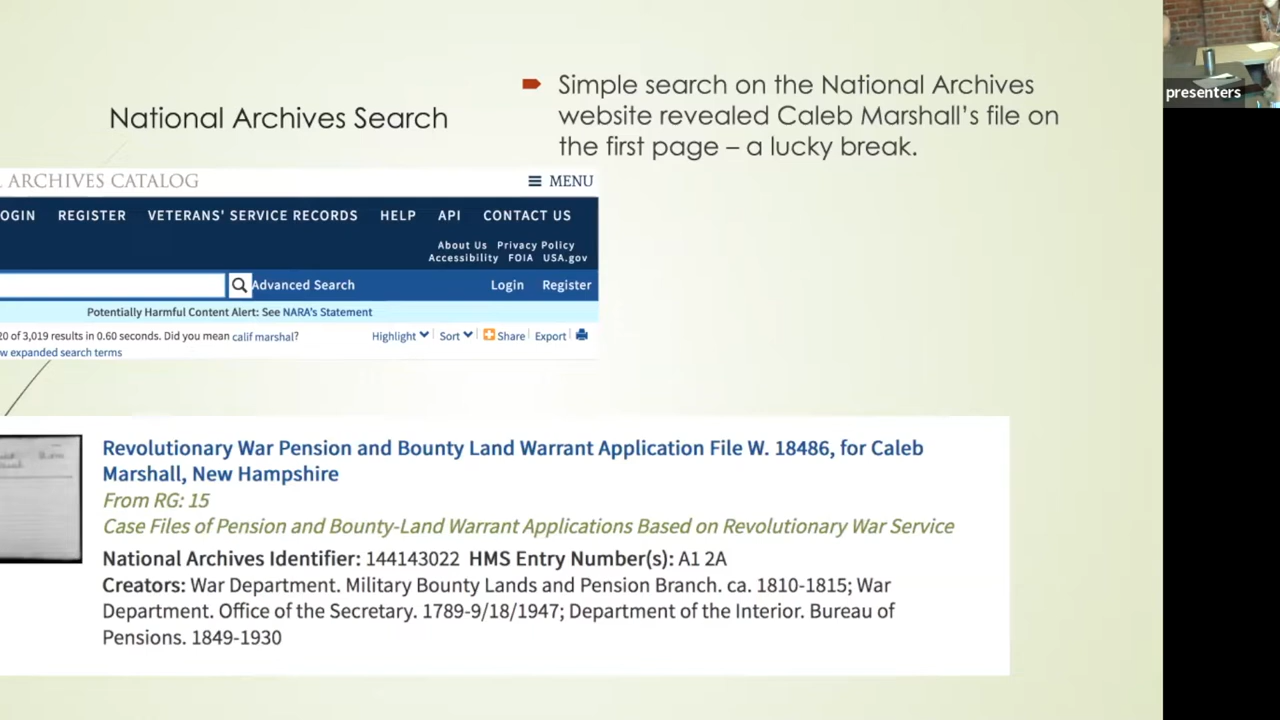 Simple search on the National Archives
website revealed Caleb Marshall's file on
the first page – a lucky break.
National Archives Search
presenters
ARCHIVES CATALOG
MENU
OGIN REGISTER VETERANS' SERVICE RECORDS HELP API CONTACT US
About Us Privacy Policy
Accessibility FOIA USA.gov
Advanced Search Login Register
Potentially Harmful Content Alert: See NARA's Statement
20 of 3,019 results in 0.60 seconds. Did you mean calif marshal?
Highlight Sort Share Export
w expanded search terms
Revolutionary War Pension and Bounty Land Warrant Application File W. 18486, for Caleb
Marshall, New Hampshire
From RG: 15
Case Files of Pension and Bounty-Land Warrant Applications Based on Revolutionary War Service
National Archives Identifier: 144143022 HMS Entry Number(s): A1 2A
Creators: War Department. Military Bounty Lands and Pension Branch. ca. 1810-1815; War
Department. Office of the Secretary. 1789-9/18/1947; Department of the Interior. Bureau of
Pensions. 1849-1930